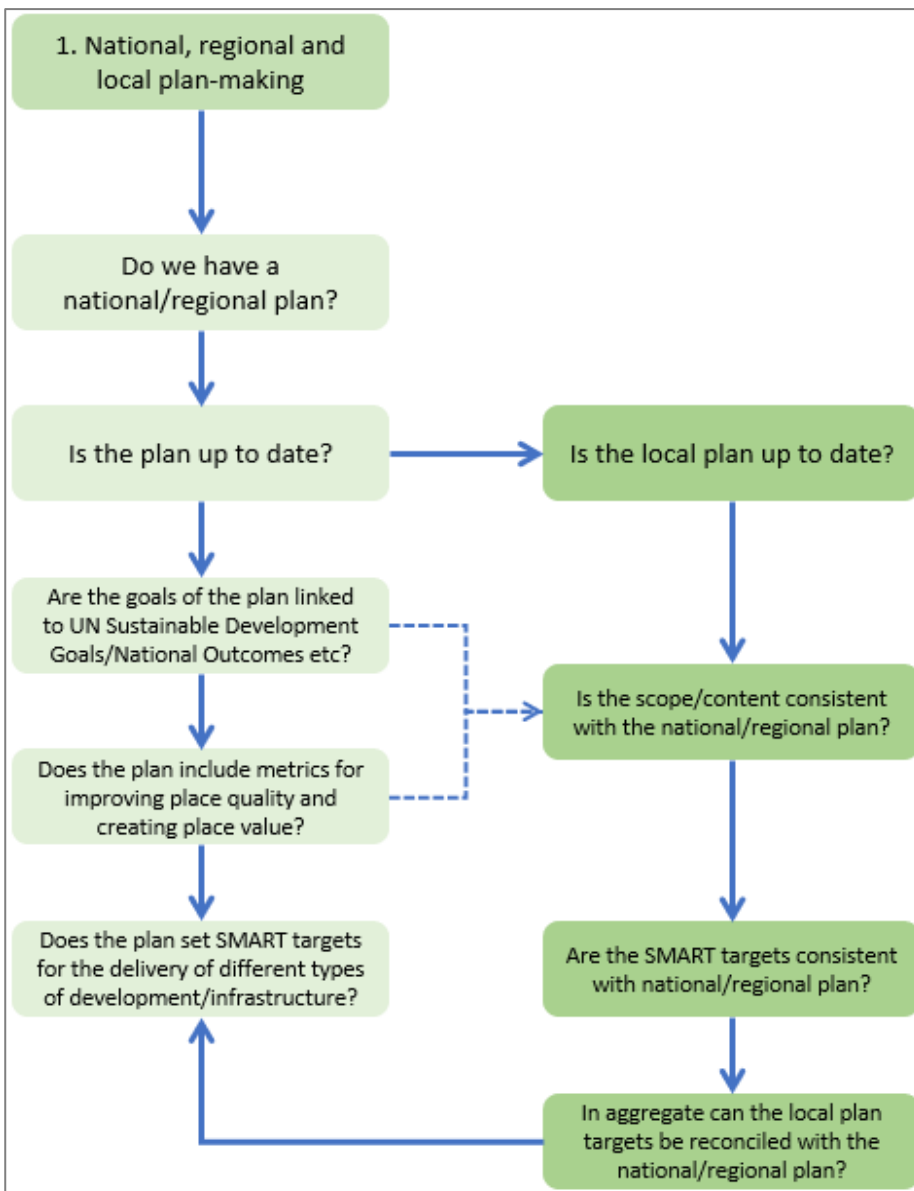 1. National, regional and
local plan-making
Do we have a
national/regional plan?
Is the plan up to date?
Is the local plan up to date?
Are the goals of the plan linked
to UN Sustainable Development
Goals/National Outcomes etc?
Is the scope/content consistent
with the national/regional plan?
Does the plan include metrics for
improving place quality and
creating place value?
Does the plan set SMART targets
for the delivery of different types
of development/infrastructure?
Are the SMART targets consistent
with national/regional plan?
In aggregate can the local plan
targets be reconciled with the
national/regional plan?